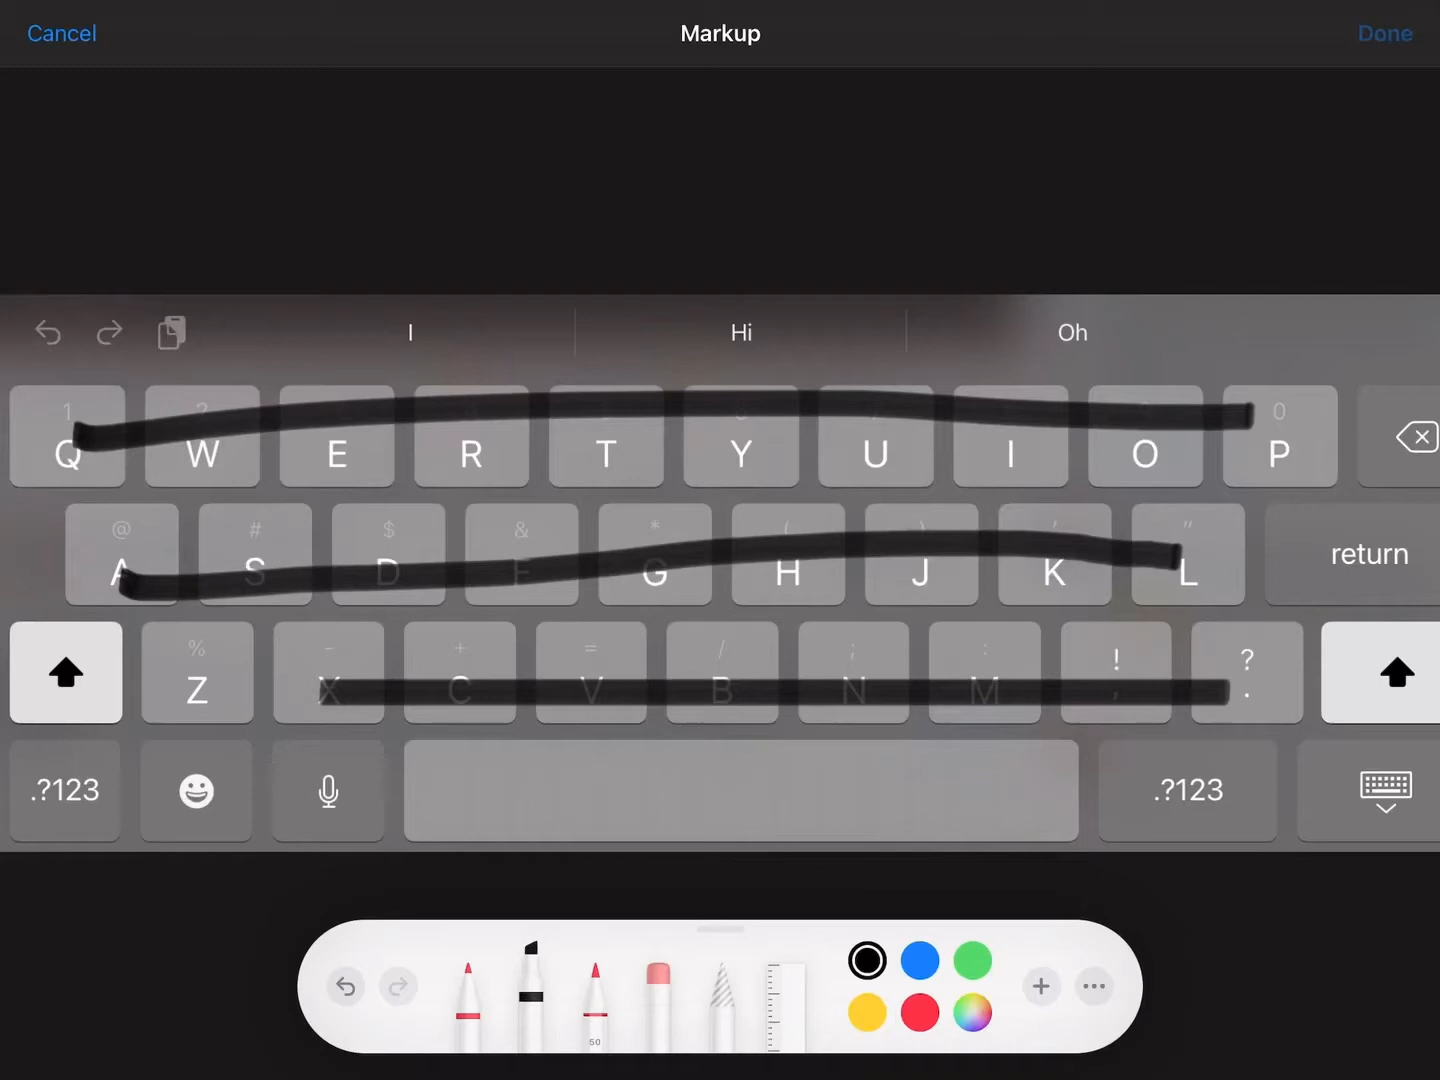 Cancel Markup Done
I Hi Oh
1 0
Q W E R T Y U I O P
@ # $ & * ( ) ' "
A S D F G H J K L return
% - + = / ; : ! ?
Z X C V B N M , .
.?123 .?123
50